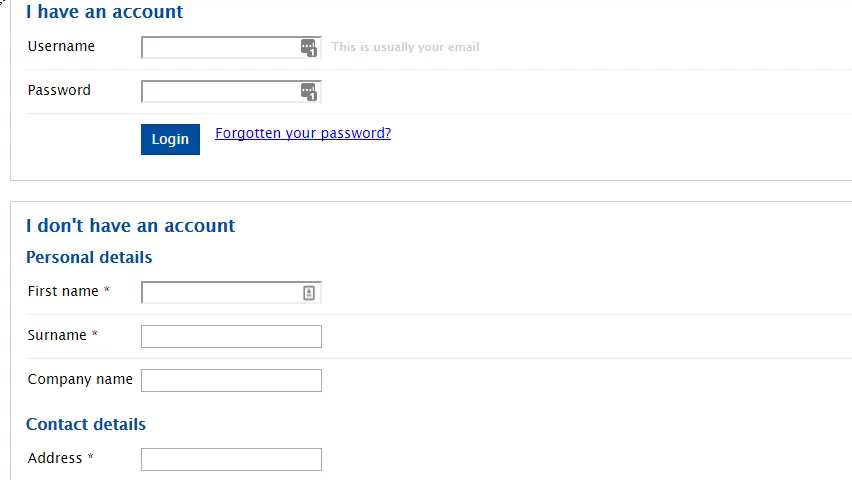 I have an account
Username This is usually your email
Password
Login Forgotten your password?
I don't have an account
Personal details
First name *
Surname *
Company name
Contact details
Address *